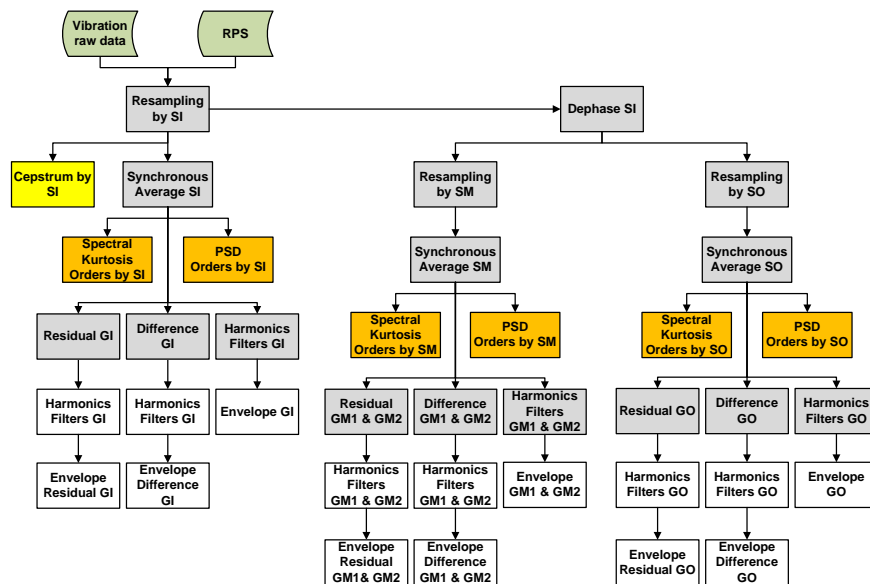 Vibration
raw data
RPS
Resampling
by SI
Dephase SI
Cepstrum by
SI
Synchronous
Average SI
Resampling
by SM
Resampling
by SO
Spectral
Kurtosis
Orders by SI
PSD
Orders by SI
Synchronous
Average SM
Synchronous
Average SO
Spectral
Kurtosis
Orders by SM
PSD
Orders by SM
Spectral
Kurtosis
Orders by SO
PSD
Orders by SO
Residual GI
Difference
GI
Harmonics
Filters GI
Harmonics
Filters GI
Harmonics
Filters GI
Envelope GI
Envelope
Residual GI
Envelope
Difference
GI
Residual
GM1 & GM2
Difference
GM1 & GM2
Harmonics
Filters
GM1 & GM2
Harmonics
Filters
GM1 & GM2
Harmonics
Filters
GM1 & GM2
Envelope
GM1 & GM2
Envelope
Residual
GM1& GM2
Envelope
Difference
GM1 & GM2
Residual GO
Difference
GO
Harmonics
Filters GO
Harmonics
Filters GO
Harmonics
Filters GO
Envelope
GO
Envelope
Residual GO
Envelope
Difference
GO